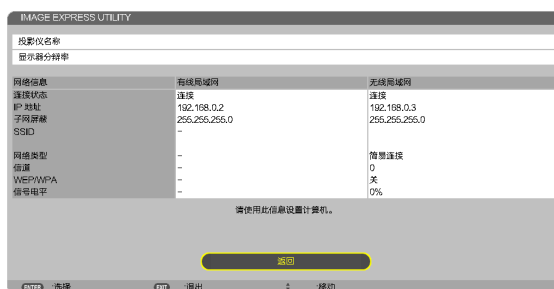 IMAGE EXPRESS UTILITY
投影仪名称
显示器分辩率
网络信息 有线局域网 无线局域网
连接状态 连接 连接
IP 地址 192.168.0.2 192.168.0.3
子网屏蔽 255.255.255.0 255.255.255.0
SSID –
网络类型 – 简易连接
信道 – 0
WEP/WPA – 关
信号电平 – 0%
请使用此信息设置计算机。
返回
ENTER :选择 EXIT :退出 :移动